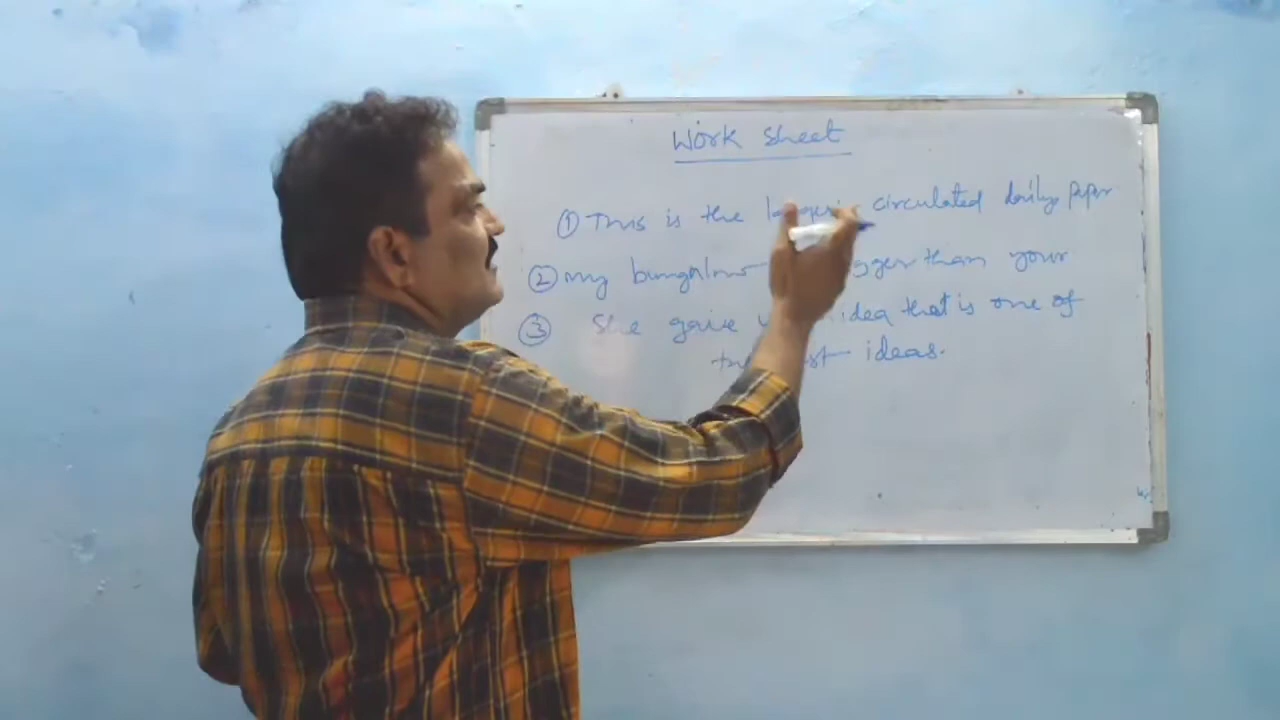 Work Sheet
① This is the circulated daily paper
② my bungalow than your
③ She gave idea that is one of
ideas.